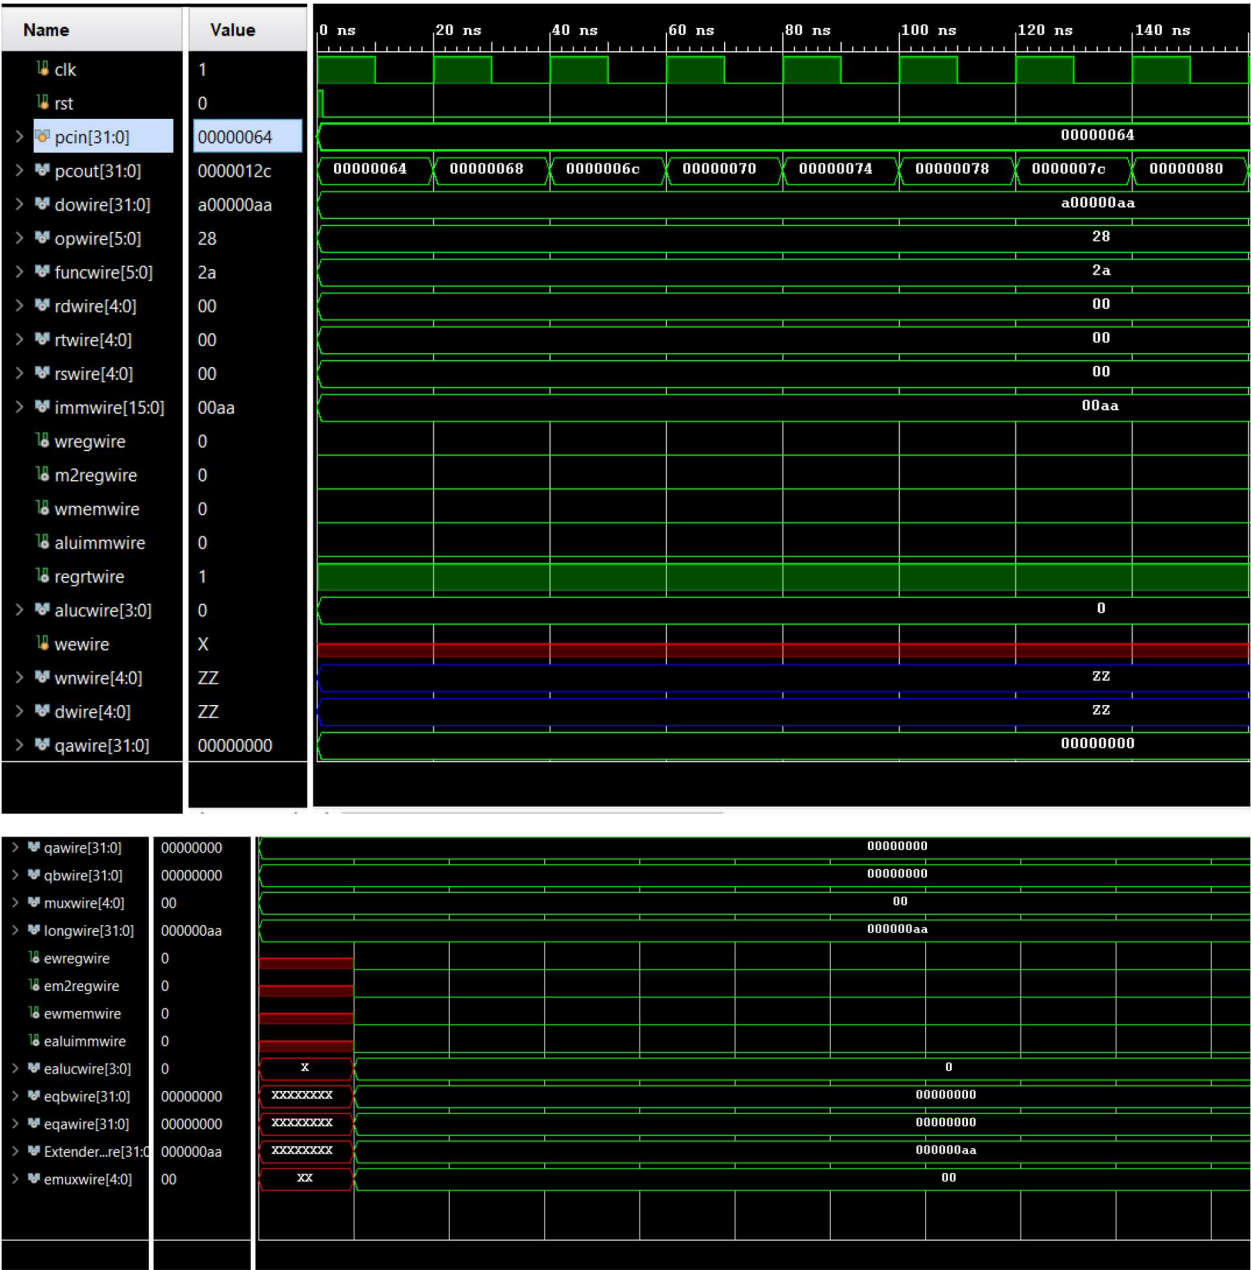 Name Value 0 ns 20 ns 40 ns 60 ns 80 ns 100 ns 120 ns 140 ns
clk 1
rst 0
pcin[31:0] 00000064 00000064
pcout[31:0] 0000012c 00000064 00000068 0000006c 00000070 00000074 00000078 0000007c 00000080
dowire[31:0] a00000aa a00000aa
opwire[5:0] 28 28
funcwire[5:0] 2a 2a
rdwire[4:0] 00 00
rtwire[4:0] 00 00
rswire[4:0] 00 00
immwire[15:0] 00aa 00aa
wregwire 0
m2regwire 0
wmemwire 0
aluimmwire 0
regrtwire 1
alucwire[3:0] 0 0
wewire X
wnwire[4:0] ZZ ZZ
dwire[4:0] ZZ ZZ
qawire[31:0] 00000000 00000000
qawire[31:0] 00000000 00000000
qbwire[31:0] 00000000 00000000
muxwire[4:0] 00 00
longwire[31:0] 000000aa 000000aa
ewregwire 0
em2regwire 0
ewmemwire 0
ealuimmwire 0
ealucwire[3:0] 0 X 0
eqbwire[31:0] 00000000 XXXXXXXX 00000000
eqawire[31:0] 00000000 XXXXXXXX 00000000
Extender...re[31:0 000000aa XXXXXXXX 000000aa
emuxwire[4:0] 00 XX 00